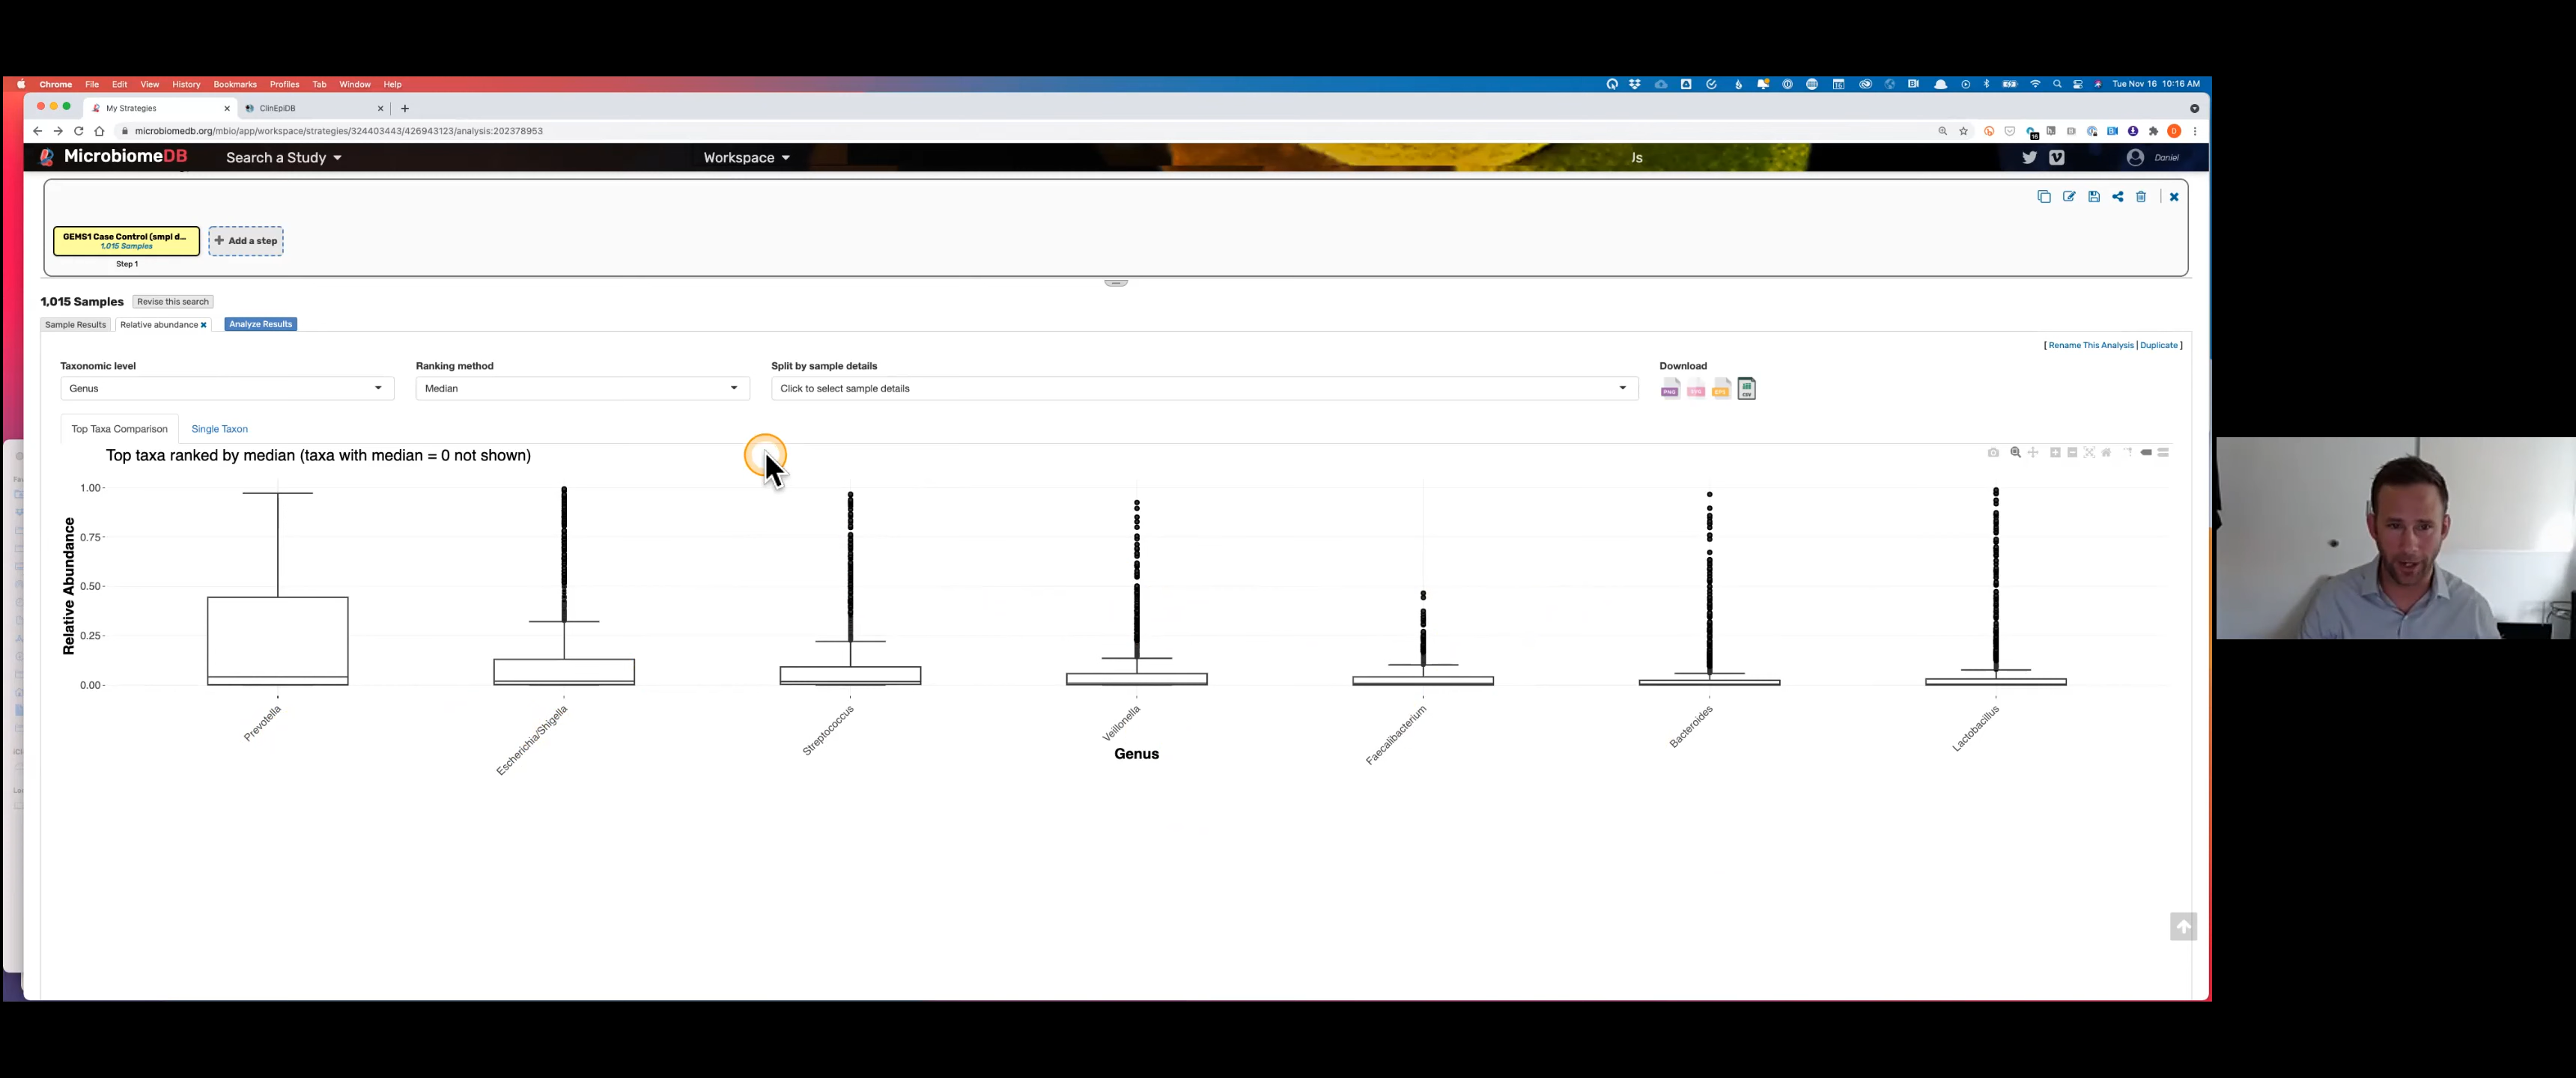 Chrome File Edit View History Bookmarks Profiles Tab Window Help
Tue Nov 16 10:16 AM
My Strategies
ClinEpiDB
microbiomedb.org/mbio/app/workspace/strategies/324403443/426943123/analysis:202378953
MicrobiomeDB Search a Study Workspace Daniel
GEMS1 Case Control (smpl d...
1,015 Samples
Add a step
Step 1
1,015 Samples Revise this search
Sample Results Relative abundance Analyze Results
[ Rename This Analysis | Duplicate ]
Taxonomic level Ranking method Split by sample details Download
Genus Median Click to select sample details
PNG CSV
Top Taxa Comparison Single Taxon
Top taxa ranked by median (taxa with median = 0 not shown)
1.00
0.75
0.50
0.25
0.00
Relative Abundance
Prevotella
Escherichia/Shigella
Streptococcus
Veillonella
Faecalibacterium
Bacteroides
Lactobacillus
Genus